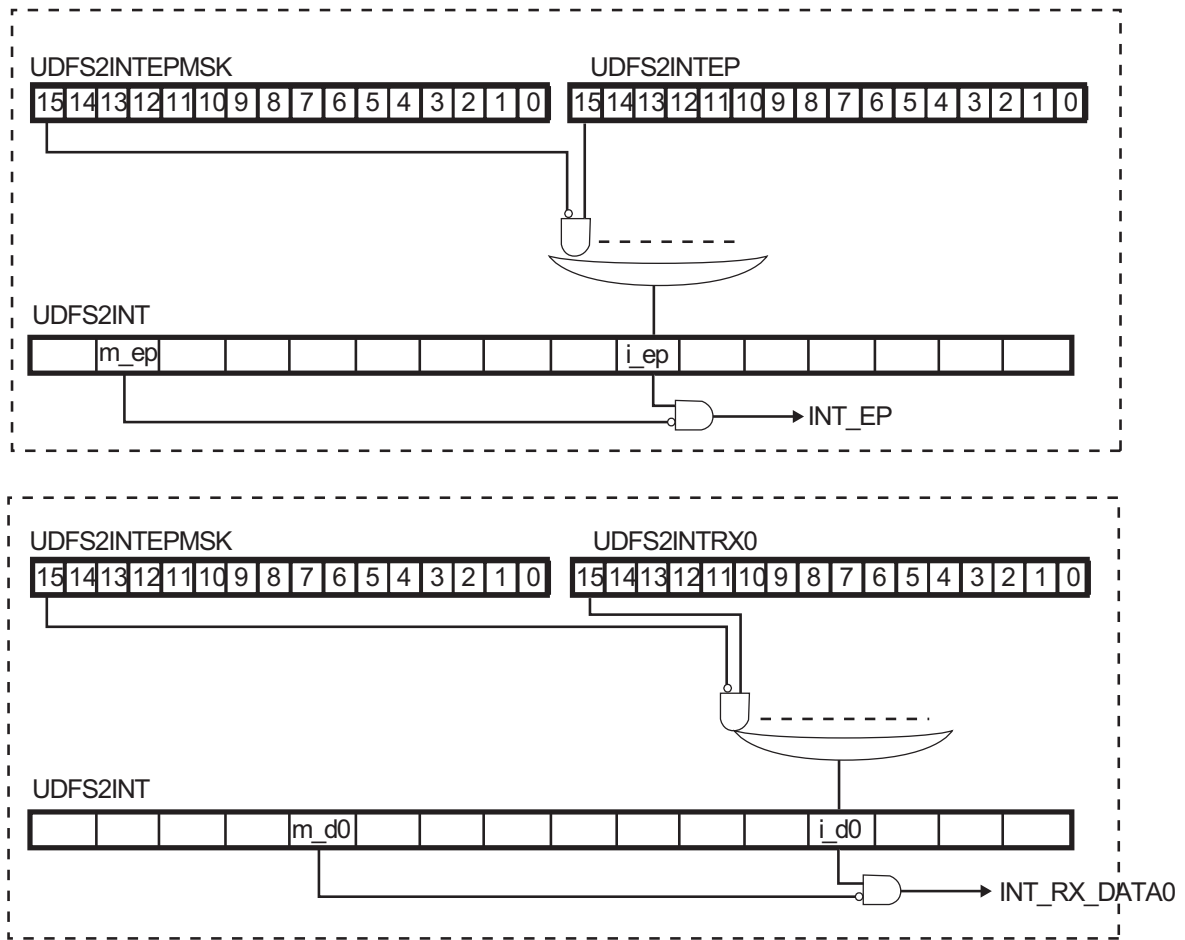 UDFS2INTEPMSK UDFS2INTEP
15 14 13 12 11 10 9 8 7 6 5 4 3 2 1 0 15 14 13 12 11 10 9 8 7 6 5 4 3 2 1 0
UDFS2INT
m_ep i_ep
INT_EP
UDFS2INTEPMSK UDFS2INTRX0
15 14 13 12 11 10 9 8 7 6 5 4 3 2 1 0 15 14 13 12 11 10 9 8 7 6 5 4 3 2 1 0
UDFS2INT
m_d0 i_d0
INT_RX_DATA0